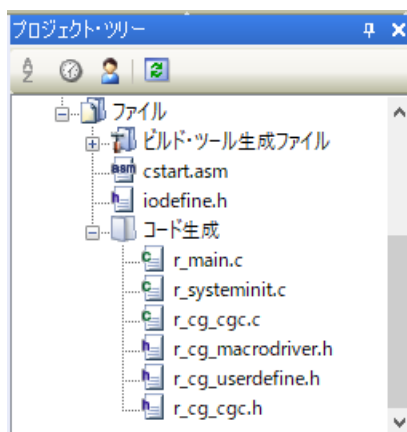 プロジェクト・ツリー
ファイル
ビルド・ツール生成ファイル
cstart.asm
iodefine.h
コード生成
r_main.c
r_systeminit.c
r_cg_cgc.c
r_cg_macrodriver.h
r_cg_userdefine.h
r_cg_cgc.h